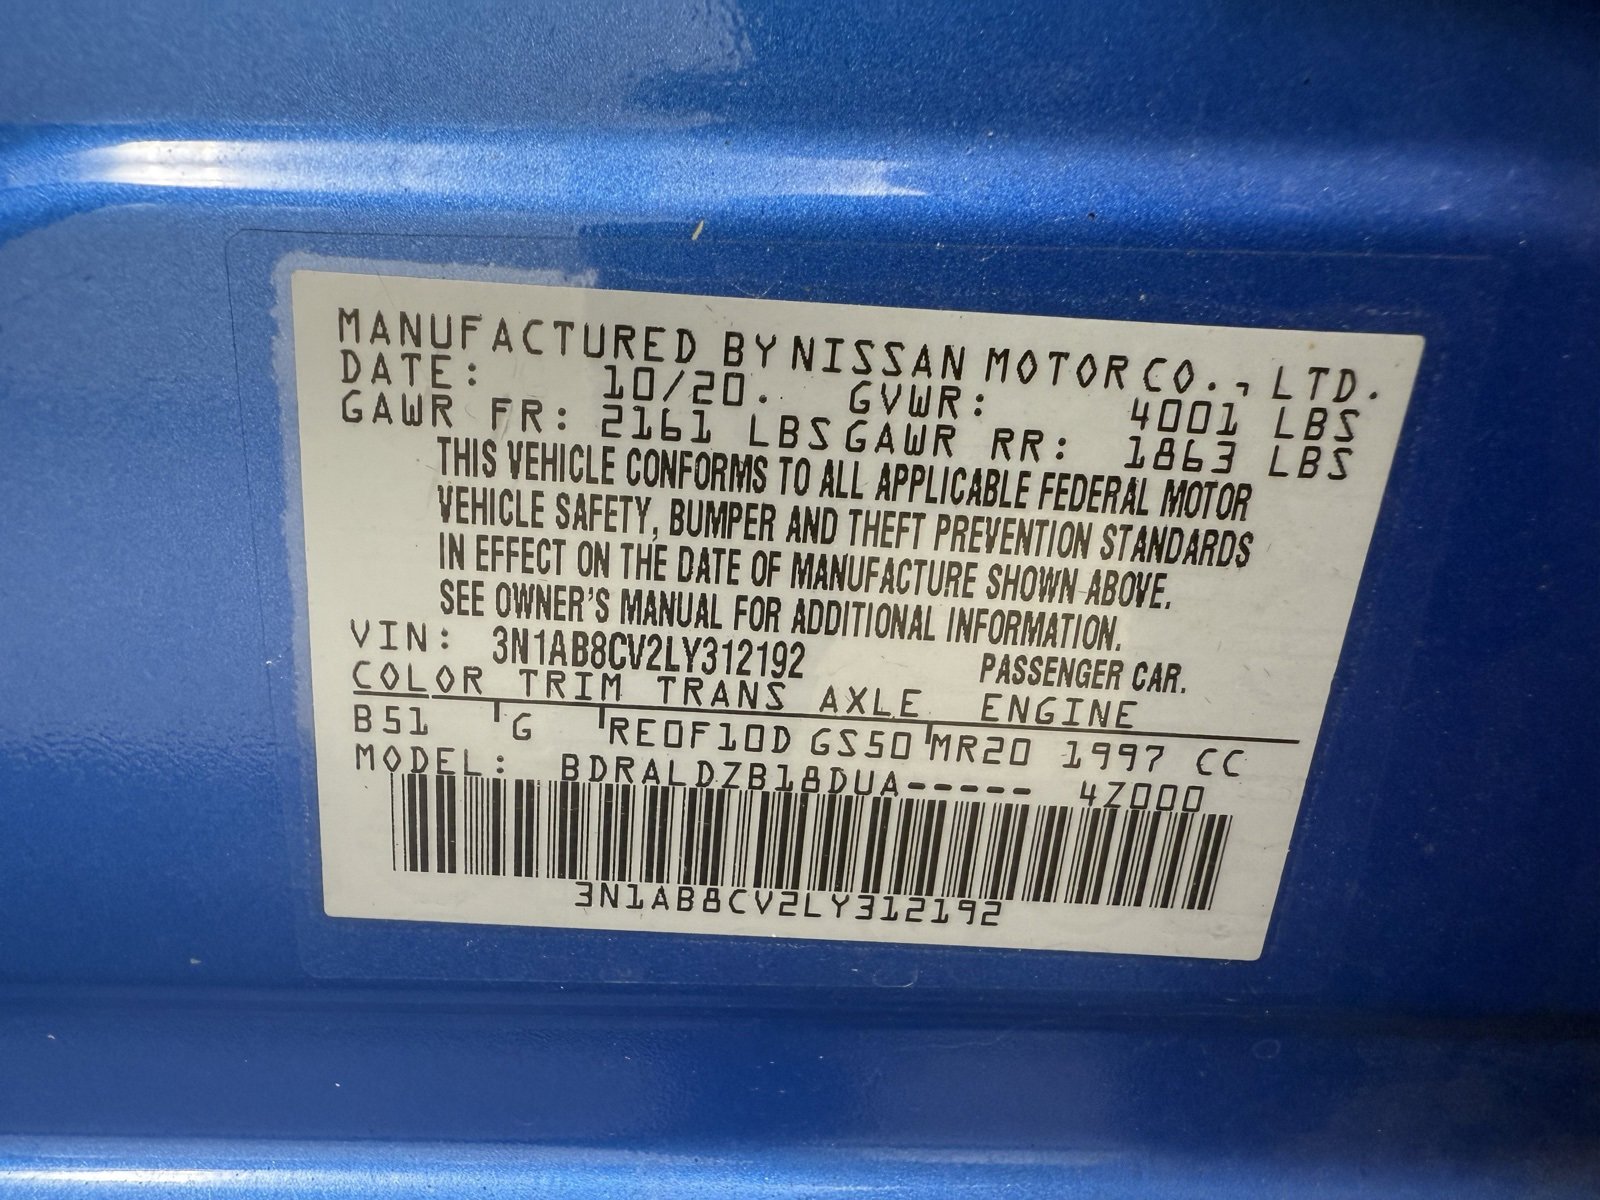 MANUFACTURED BY NISSAN MOTOR CO., LTD.
DATE: 10/20. GVWR: 4001 LBS
GAWR FR: 2161 LBS GAWR RR: 1863 LBS
THIS VEHICLE CONFORMS TO ALL APPLICABLE FEDERAL MOTOR
VEHICLE SAFETY, BUMPER AND THEFT PREVENTION STANDARDS
IN EFFECT ON THE DATE OF MANUFACTURE SHOWN ABOVE.
SEE OWNER'S MANUAL FOR ADDITIONAL INFORMATION.
VIN: 3N1AB8CV2LY312192 PASSENGER CAR.
COLOR TRIM TRANS AXLE ENGINE
B51 G RE0F10D GS50 MR20 1997 CC
MODEL: BDRALDZB18DUA----- 4Z000
3N1AB8CV2LY312192